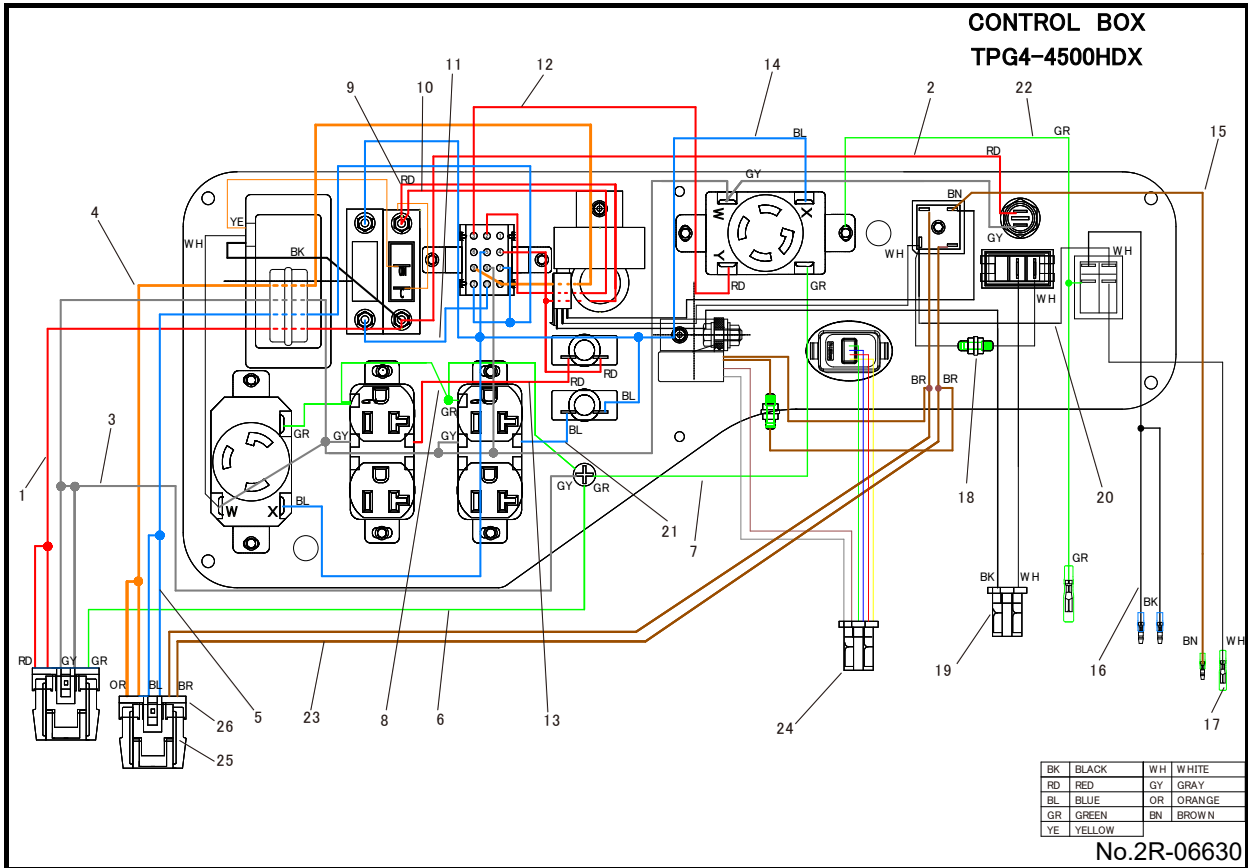 CONTROL BOX
TPG4-4500HDX
9
10
11
12
14
2
22
15
GR
BL
RD
RD
GY
BN
4
YE
WH
BK
W
X
Y
WH
GY
WH
RD
GR
WH
RD
RD
BL
BR
BR
GR
GR
GY
GY
BL
3
1
W
X
BL
GY
GR
21
7
18
20
GR
BK
WH
BK
BN
WH
RD
GY
GR
OR
BL
BR
26
25
5
23
8
6
13
24
19
16
17
BK BLACK WH WHITE
RD RED GY GRAY
BL BLUE OR ORANGE
GR GREEN BN BROWN
YE YELLOW
No.2R-06630